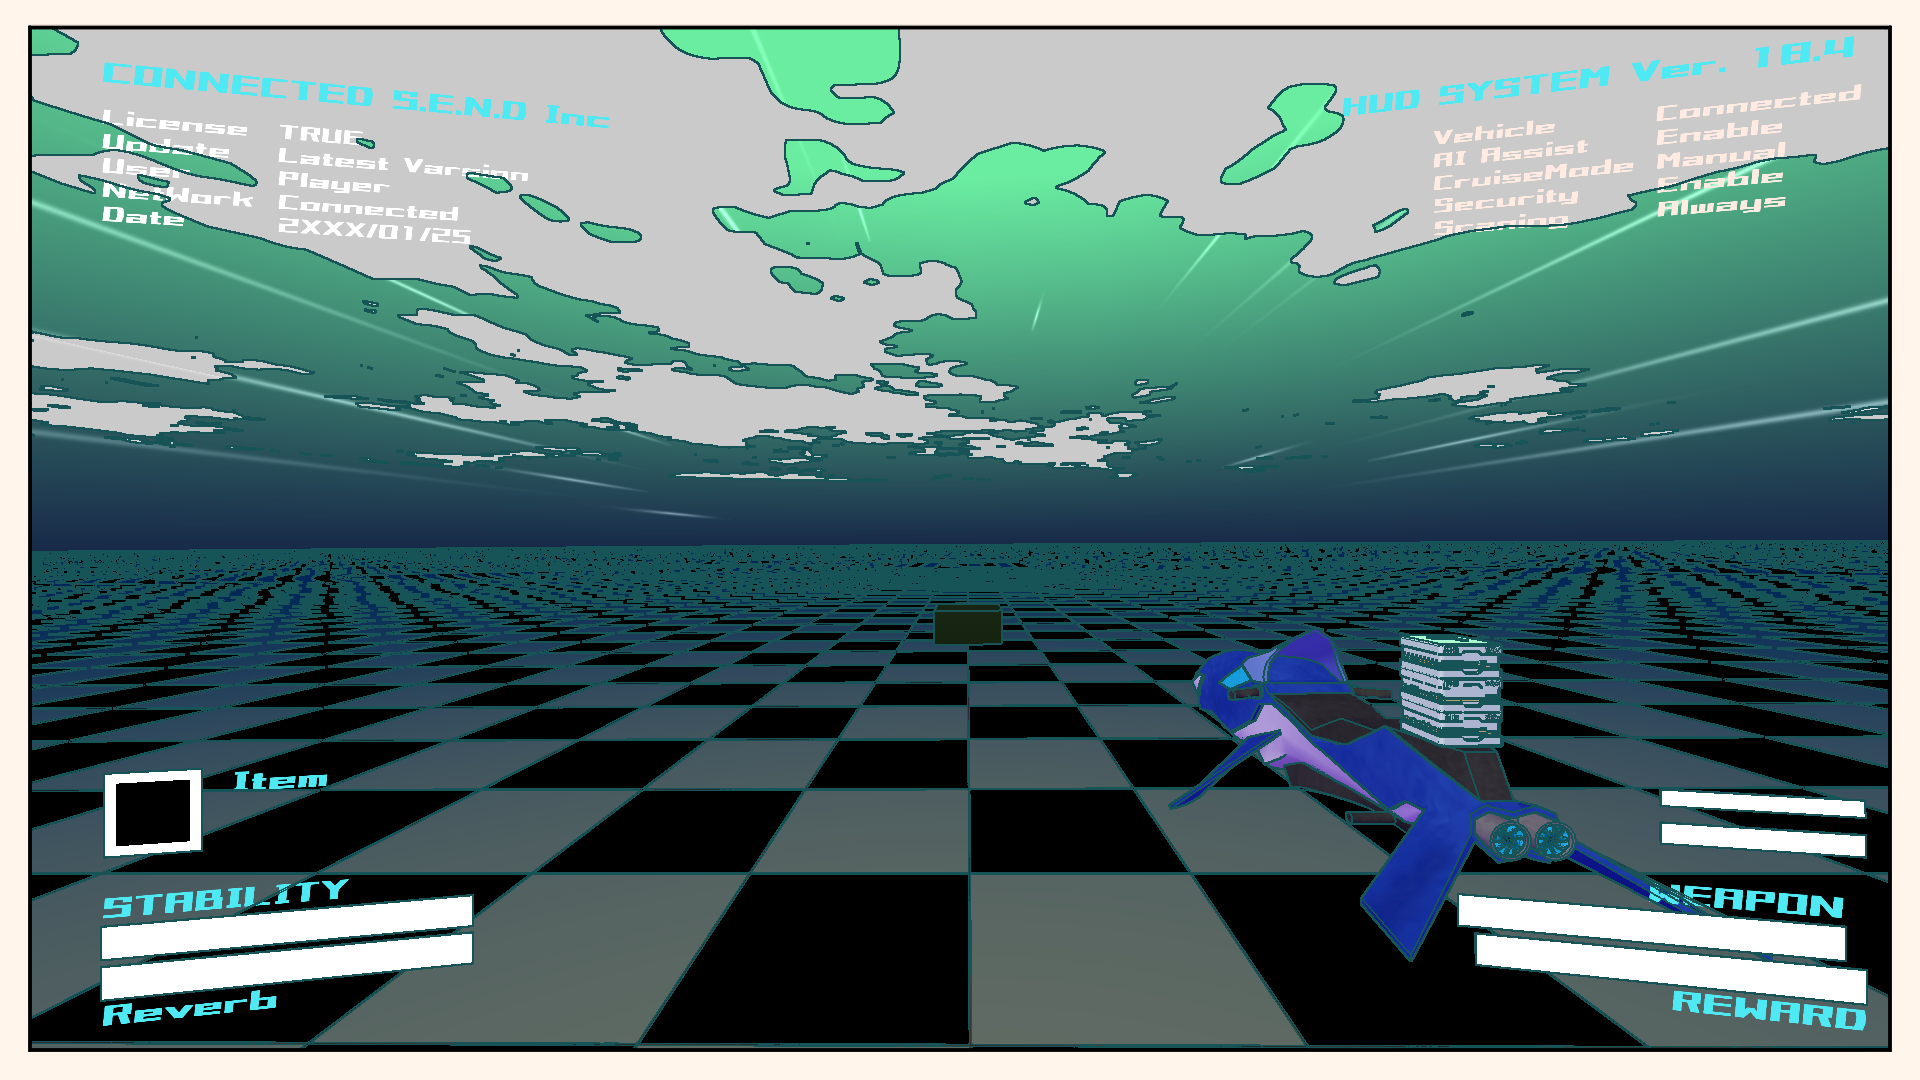 CONNECTED S.E.N.D Inc
License TRUE
Update Latest Varsion
User Player
NetWork Connected
Date 2XXX/01/25
HUD SYSTEM Ver. 18.4
Vehicle Connected
AI Assist Enable
CruiseMode Manual
Security Enable
Always
Item
STABILITY
Reverb
WEAPON
REWARD